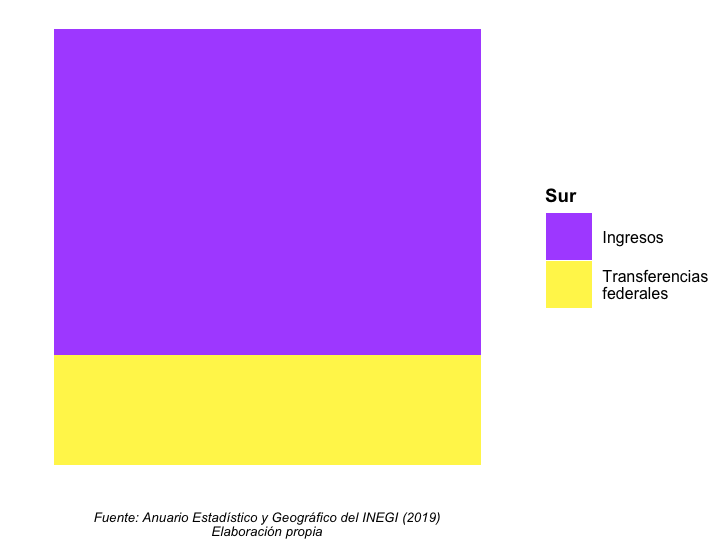 Sur
Ingresos
Transferencias
federales
Fuente: Anuario Estadístico y Geográfico del INEGI (2019)
Elaboración propia